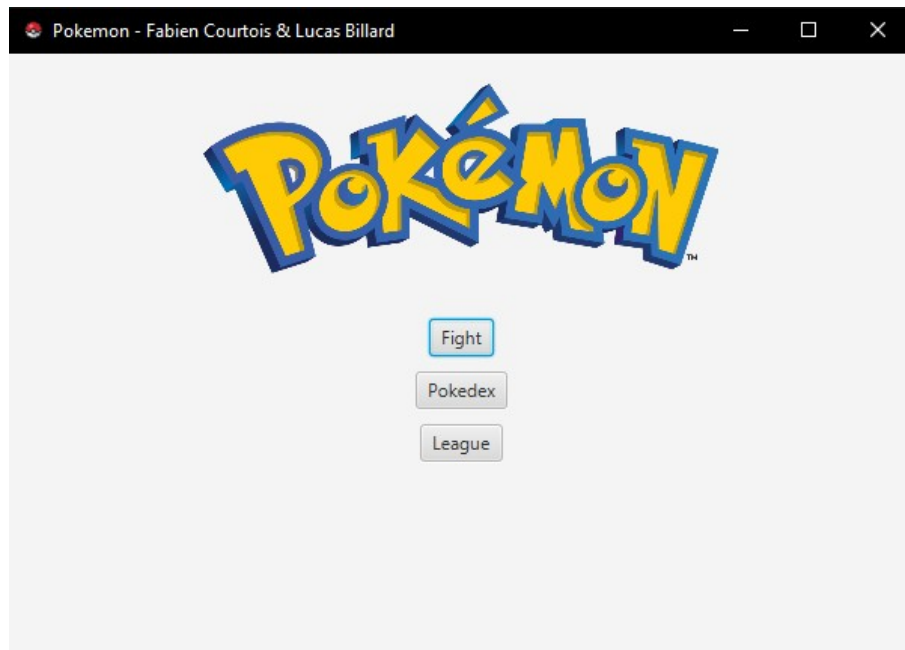 Pokemon - Fabien Courtois & Lucas Billard
POKéMON
TM
Fight
Pokedex
League